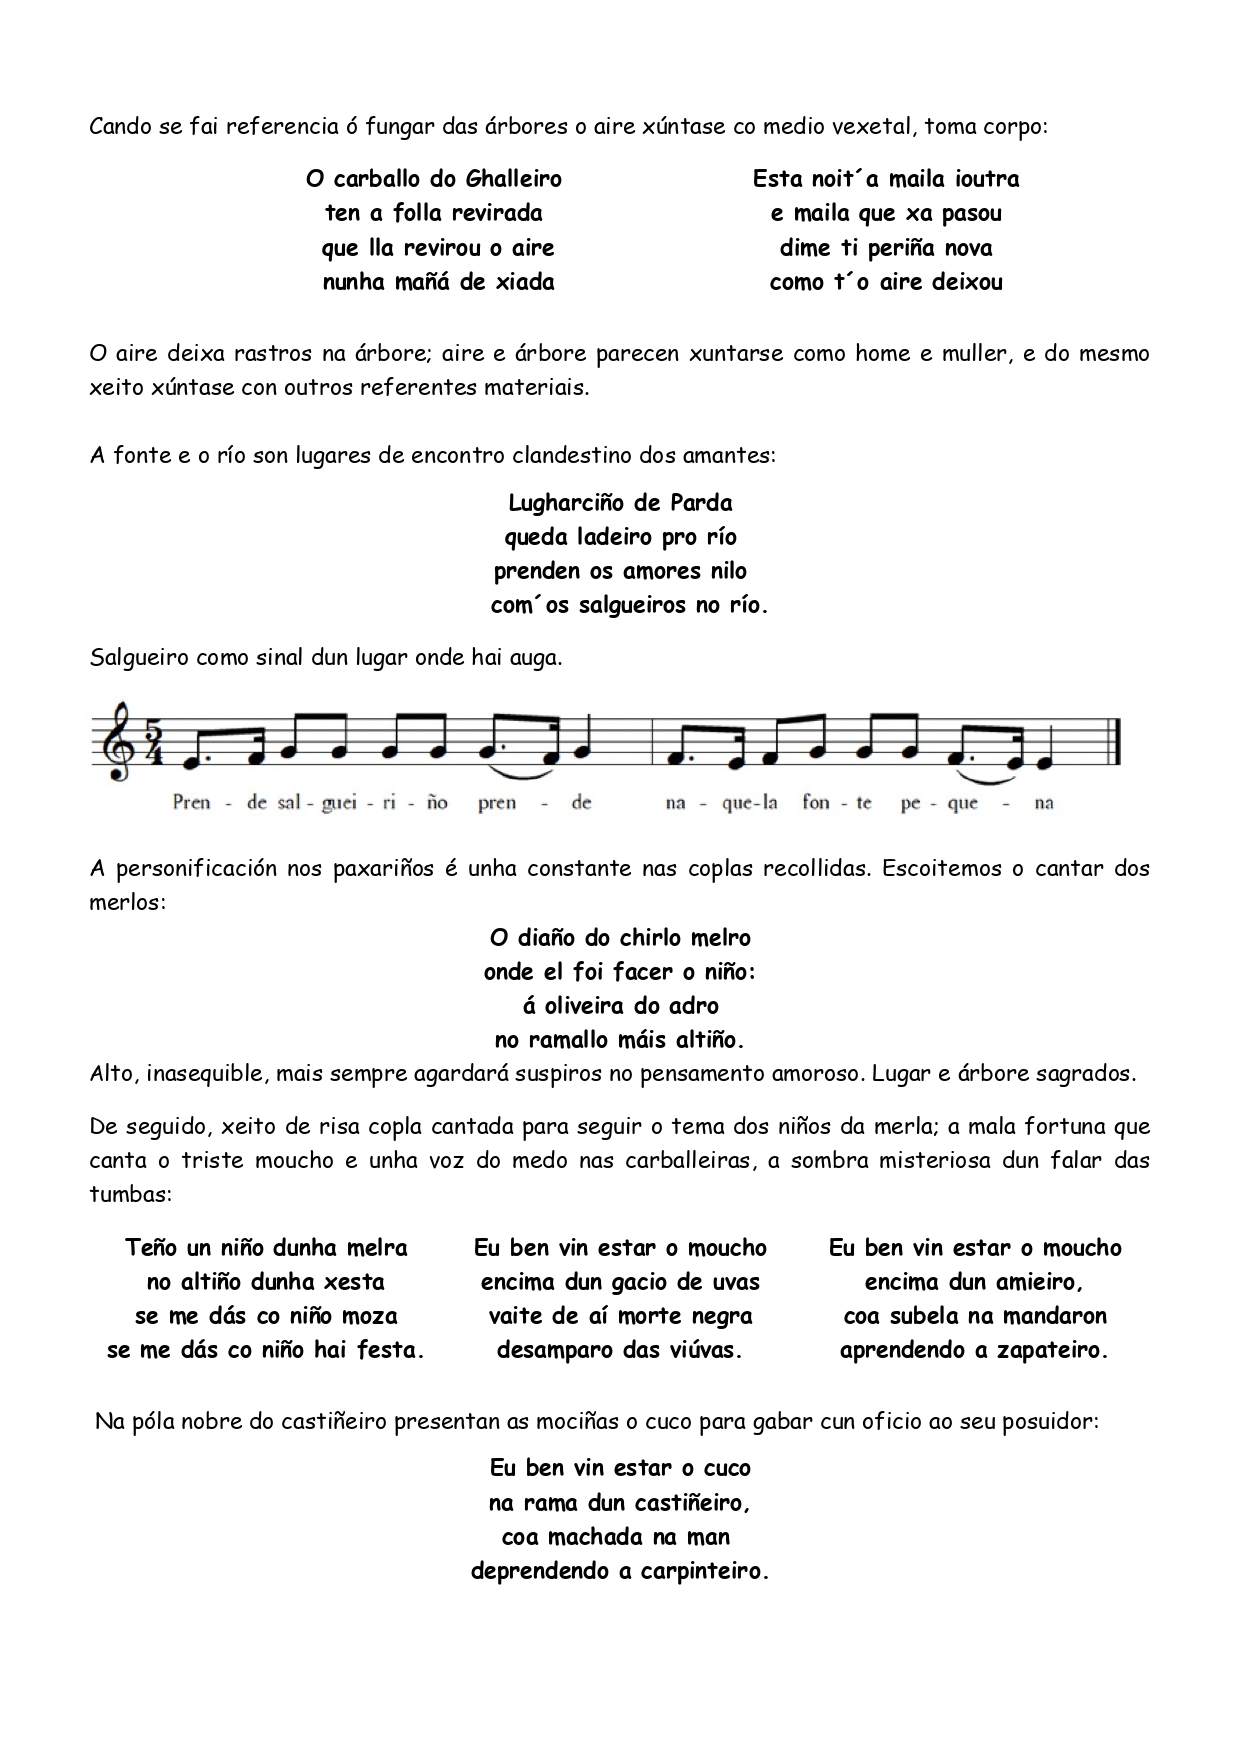 Cando se fai referencia ó fungar das árbores o aire xúntase co medio vexetal, toma corpo:
O carballo do Ghalleiro
ten a folla revirada
que lla revirou o aire
nunha mañá de xiada
Esta noit´a maila ioutra
e maila que xa pasou
dime ti periña nova
como t´o aire deixou
O aire deixa rastros na árbore; aire e árbore parecen xuntarse como home e muller, e do mesmo
xeito xúntase con outros referentes materiais.
A fonte e o río son lugares de encontro clandestino dos amantes:
Lugharciño de Parda
queda ladeiro pro río
prenden os amores nilo
com´os salgueiros no río.
Salgueiro como sinal dun lugar onde hai auga.
5
4
Pren - de sal - guei - ri - ño pren - de na - que-la fon - te pe - que - na
A personificación nos paxariños é unha constante nas coplas recollidas. Escoitemos o cantar dos
merlos:
O diaño do chirlo melro
onde el foi facer o niño:
á oliveira do adro
no ramallo máis altiño.
Alto, inasequible, mais sempre agardará suspiros no pensamento amoroso. Lugar e árbore sagrados.
De seguido, xeito de risa copla cantada para seguir o tema dos niños da merla; a mala fortuna que
canta o triste moucho e unha voz do medo nas carballeiras, a sombra misteriosa dun falar das
tumbas:
Teño un niño dunha melra
no altiño dunha xesta
se me dás co niño moza
se me dás co niño hai festa.
Eu ben vin estar o moucho
encima dun gacio de uvas
vaite de aí morte negra
desamparo das viúvas.
Eu ben vin estar o moucho
encima dun amieiro,
coa subela na mandaron
aprendendo a zapateiro.
Na póla nobre do castiñeiro presentan as mociñas o cuco para gabar cun oficio ao seu posuidor:
Eu ben vin estar o cuco
na rama dun castiñeiro,
coa machada na man
deprendendo a carpinteiro.